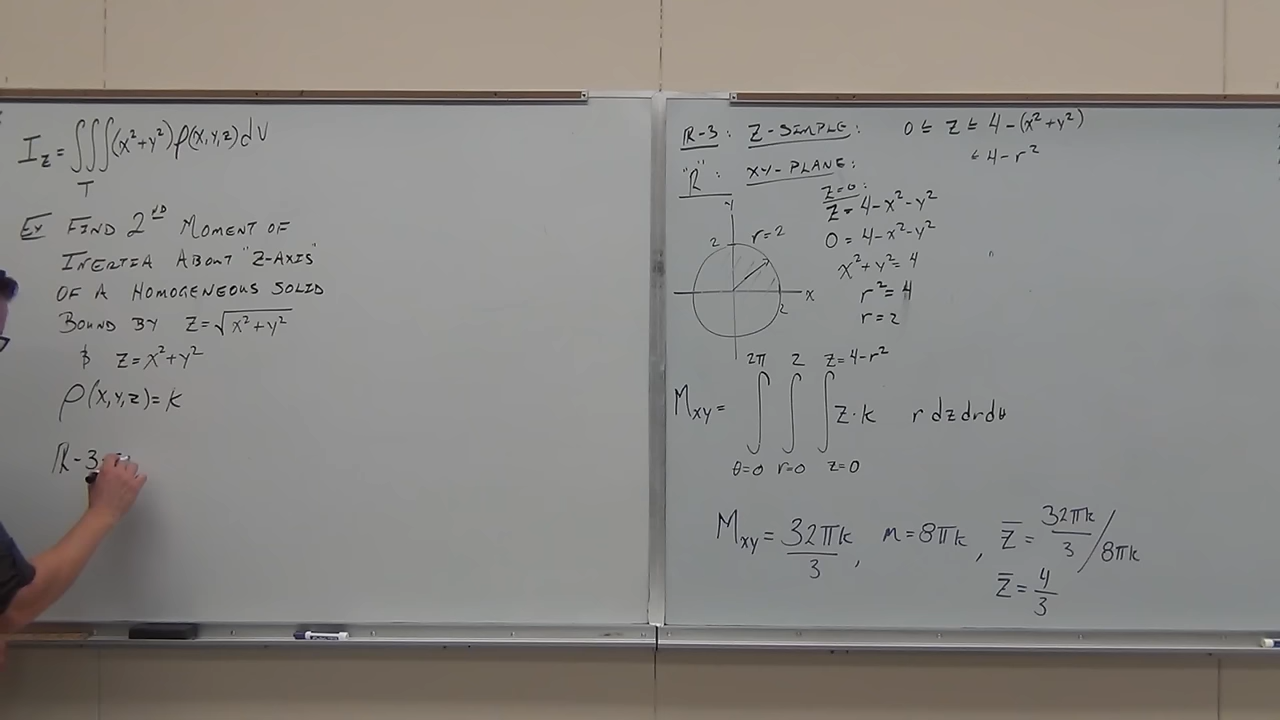 I_z = ∭_T (x²+y²) ρ(x,y,z) dV
Ex FIND 2ND MOMENT OF
INERTIA ABOUT "Z-AXIS"
OF A HOMOGENEOUS SOLID
BOUND BY Z=√(x²+y²)
& Z=x²+y²
ρ(x,y,z)=k
R-3
R-3: Z-SIMPLE: 0 ≤ z ≤ 4-(x²+y²)
≤ 4-r²
"R": XY-PLANE:
y
2
r=2
x
2
z=0:
Z=4-x²-y²
0=4-x²-y²
x²+y²=4
r²=4
r=2
2π 2 z=4-r²
M_xy = ∫ ∫ ∫ z·k r dz dr dθ
θ=0 r=0 z=0
M_xy = 32πk/3, m=8πk, z̄ = 32πk/3 / 8πk
z̄ = 4/3